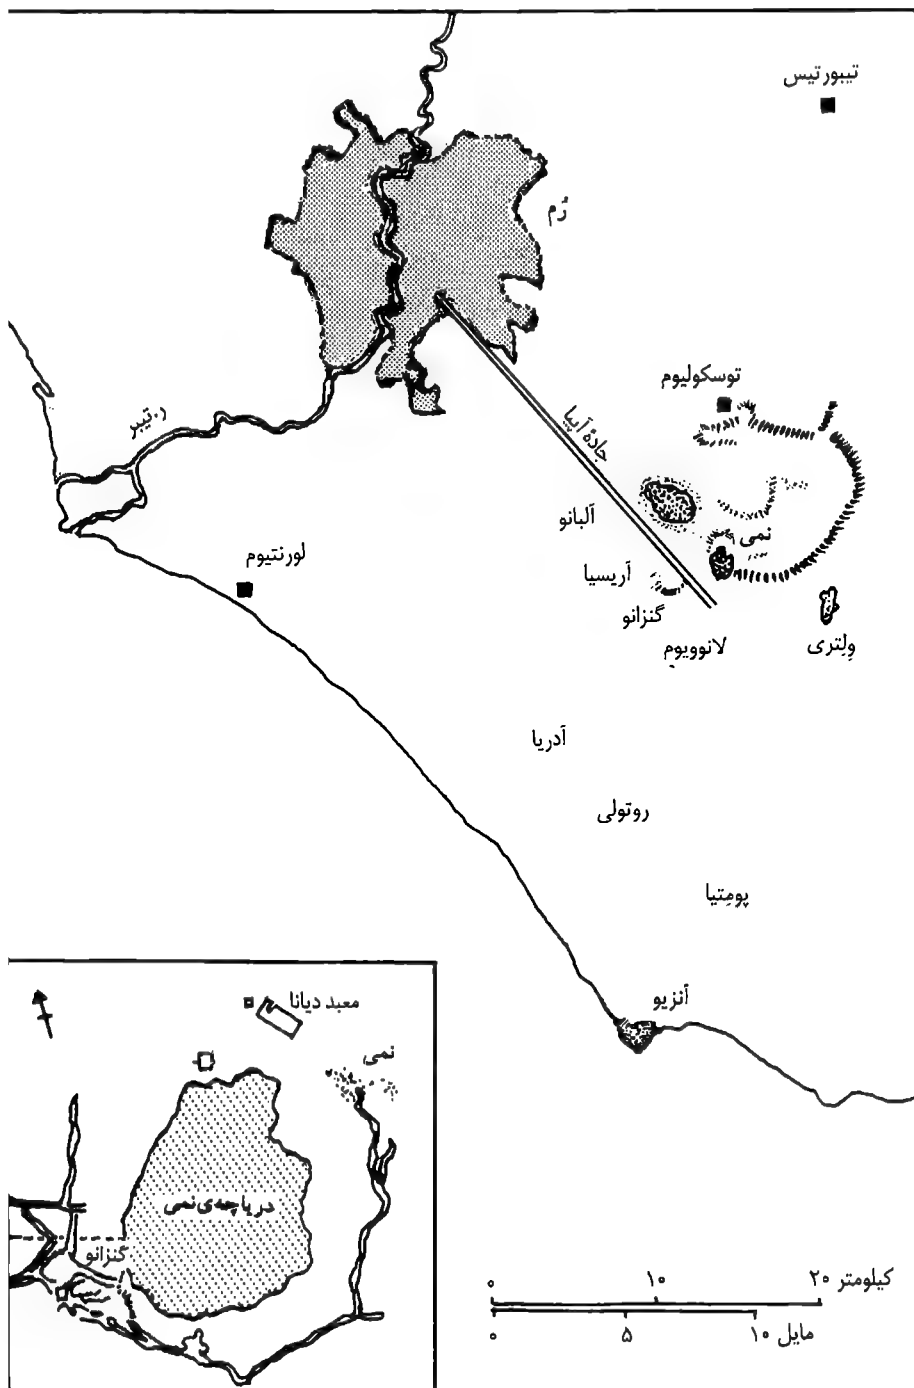 تیبورتیس
رُم
توسکولیوم
ر.تیبر
جادهٔ آپیا
آلبانو
نمی
لورنتیوم
آریسیا
گنزانو
لانوویوم
وِلِتری
آدریا
روتولی
پومِتیا
آنزیو
معبد دیانا
نمی
دریاچه‌ی نمی
گنزانو
۰ ۱۰ ۲۰ کیلومتر
۰ ۵ ۱۰ مایل